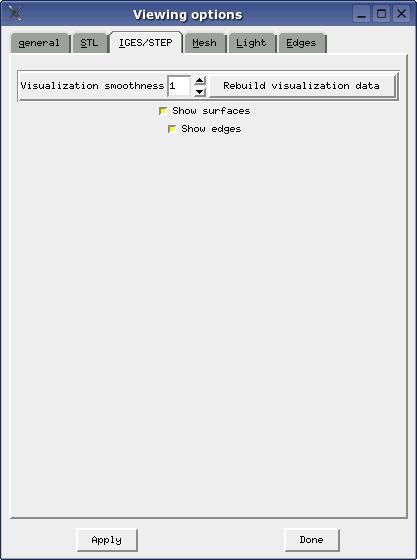 Viewing options
general STL IGES/STEP Mesh Light Edges
Visualization smoothness 1 Rebuild visualization data
Show surfaces
Show edges
Apply Done